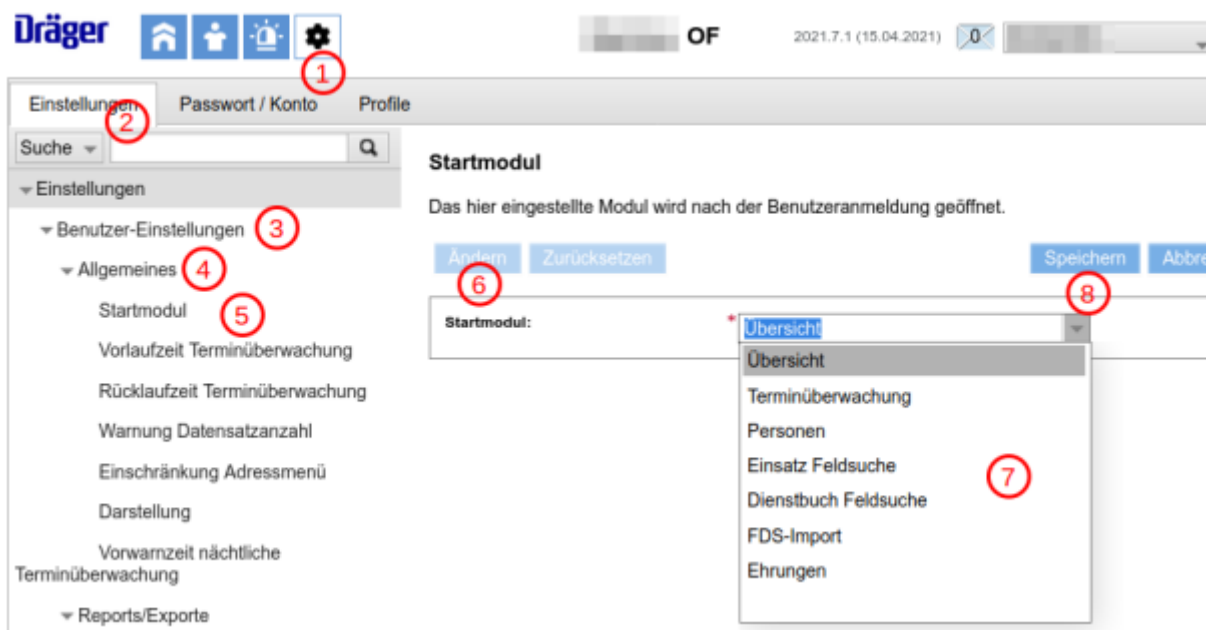 Dräger
OF
2021.7.1 (15.04.2021)
0
1
Einstellungen
Passwort / Konto
Profile
2
Suche
Startmodul
Einstellungen
Das hier eingestellte Modul wird nach der Benutzeranmeldung geöffnet.
Benutzer-Einstellungen
3
Ändern
Zurücksetzen
Speichern
Abbre
Allgemeines
4
6
8
Startmodul
5
Startmodul:
*
Übersicht
Vorlaufzeit Terminüberwachung
Übersicht
Rücklaufzeit Terminüberwachung
Terminüberwachung
Warnung Datensatzanzahl
Personen
Einschränkung Adressmenü
Einsatz Feldsuche
7
Darstellung
Dienstbuch Feldsuche
Vorwarnzeit nächtliche
Terminüberwachung
FDS-Import
Ehrungen
Reports/Exporte